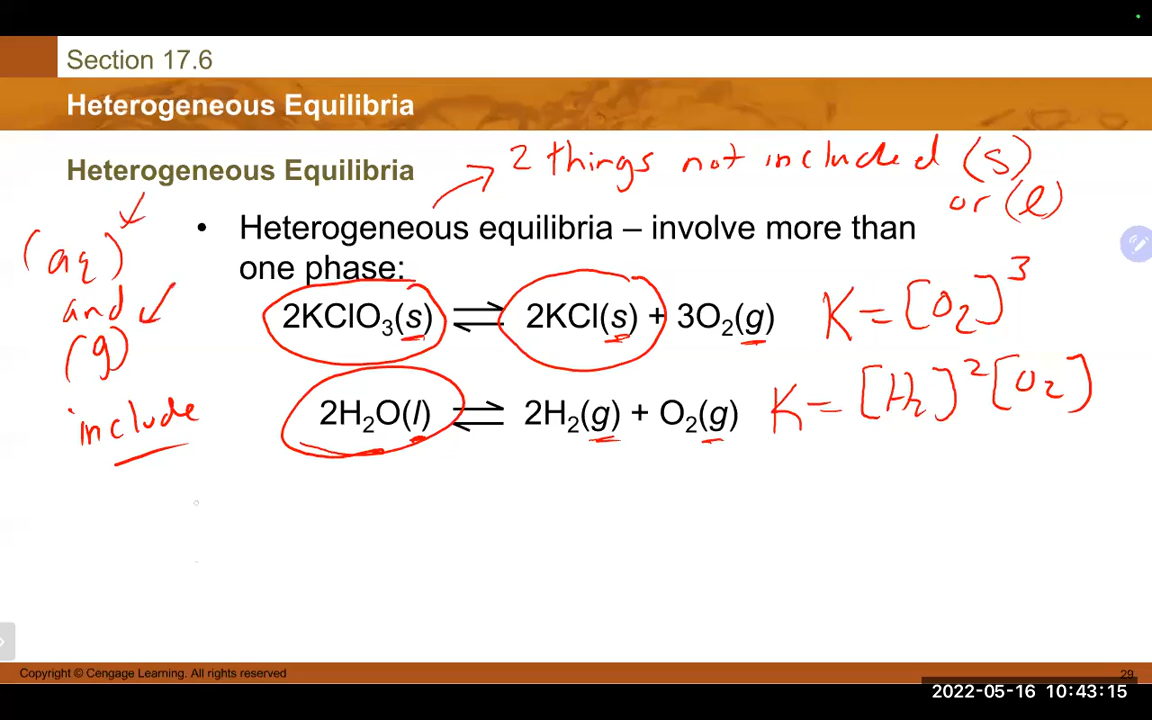 Section 17.6
Heterogeneous Equilibria
Heterogeneous Equilibria
→ 2 things not included (s)
or (l)
• Heterogeneous equilibria – involve more than
one phase:
(aq)
and
(g)
include
2KClO₃(s) ⇌ 2KCl(s) + 3O₂(g) K = [O₂]³
2H₂O(l) ⇌ 2H₂(g) + O₂(g) K = [H₂]²[O₂]
Copyright © Cengage Learning. All rights reserved
29
2022-05-16 10:43:15